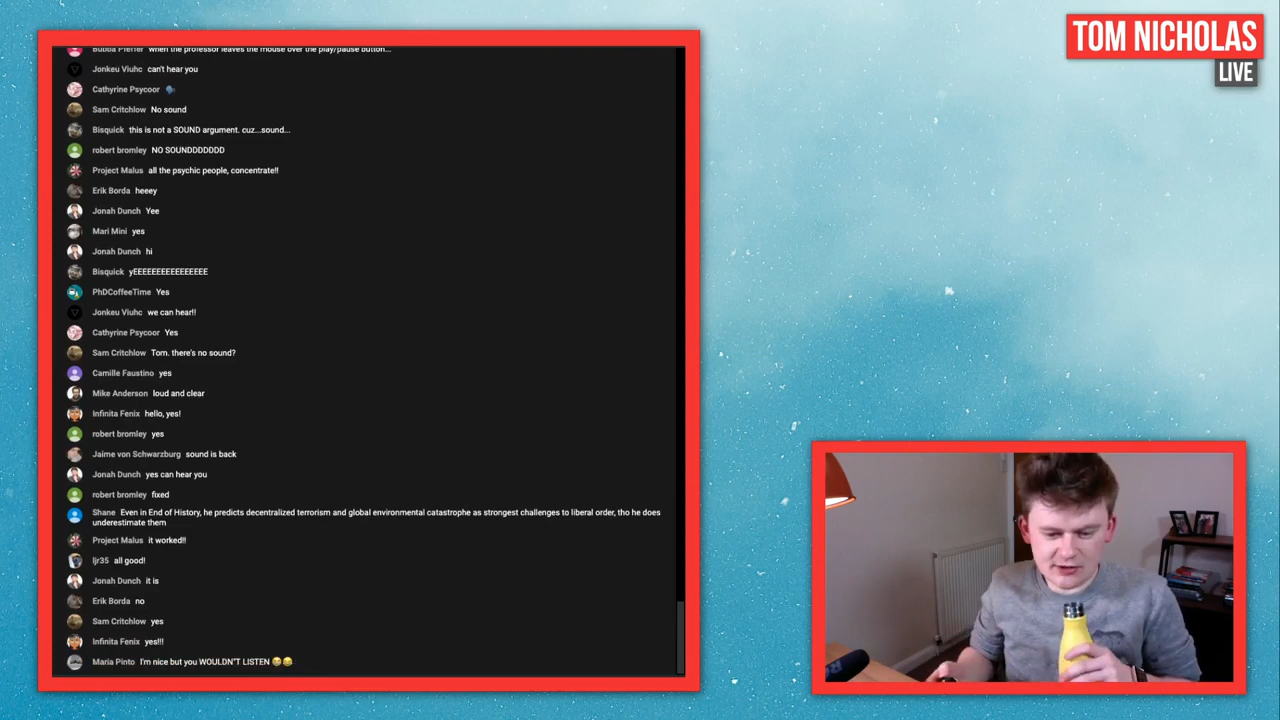 TOM NICHOLAS
LIVE
Bubba Pfeffer when the professor leaves the mouse over the play/pause button...
Jonkeu Viuhc can't hear you
Cathyrine Psycoor
Sam Critchlow No sound
Bisquick this is not a SOUND argument. cuz...sound...
robert bromley NO SOUNDDDDDDD
Project Malus all the psychic people, concentrate!!
Erik Borda heeey
Jonah Dunch Yee
Mari Mini yes
Jonah Dunch hi
Bisquick yEEEEEEEEEEEEEEEE
PhDCoffeeTime Yes
Jonkeu Viuhc we can hear!!
Cathyrine Psycoor Yes
Sam Critchlow Tom. there's no sound?
Camille Faustino yes
Mike Anderson loud and clear
Infinita Fenix hello, yes!
robert bromley yes
Jaime von Schwarzburg sound is back
Jonah Dunch yes can hear you
robert bromley fixed
Shane Even in End of History, he predicts decentralized terrorism and global environmental catastrophe as strongest challenges to liberal order, tho he does
underestimate them
Project Malus it worked!!
ljr35 all good!
Jonah Dunch it is
Erik Borda no
Sam Critchlow yes
Infinita Fenix yes!!!
Maria Pinto I'm nice but you WOULDN"T LISTEN 😭😂